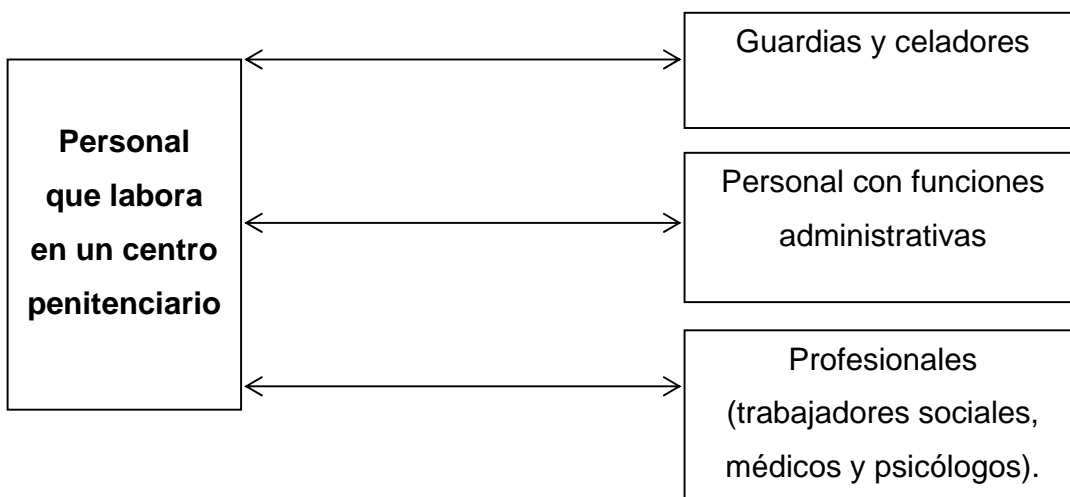 Personal
que labora
en un centro
penitenciario
Guardias y celadores
Personal con funciones
administrativas
Profesionales
(trabajadores sociales,
médicos y psicólogos).